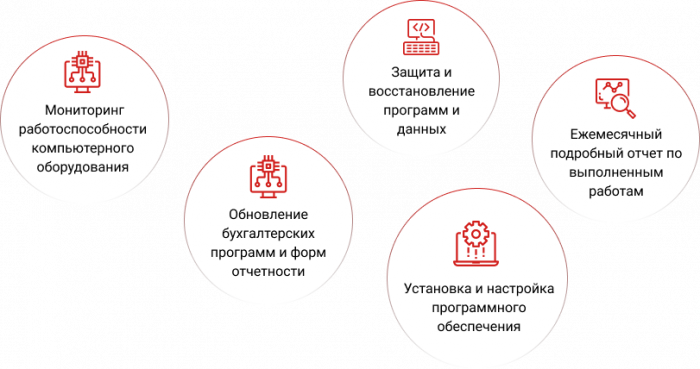 Мониторинг
работоспособности
компьютерного
оборудования
Обновление
бухгалтерских
программ и форм
отчетности
Защита и
восстановление
программ и
данных
Установка и настройка
программного
обеспечения
Ежемесячный
подробный отчет по
выполненным
работам